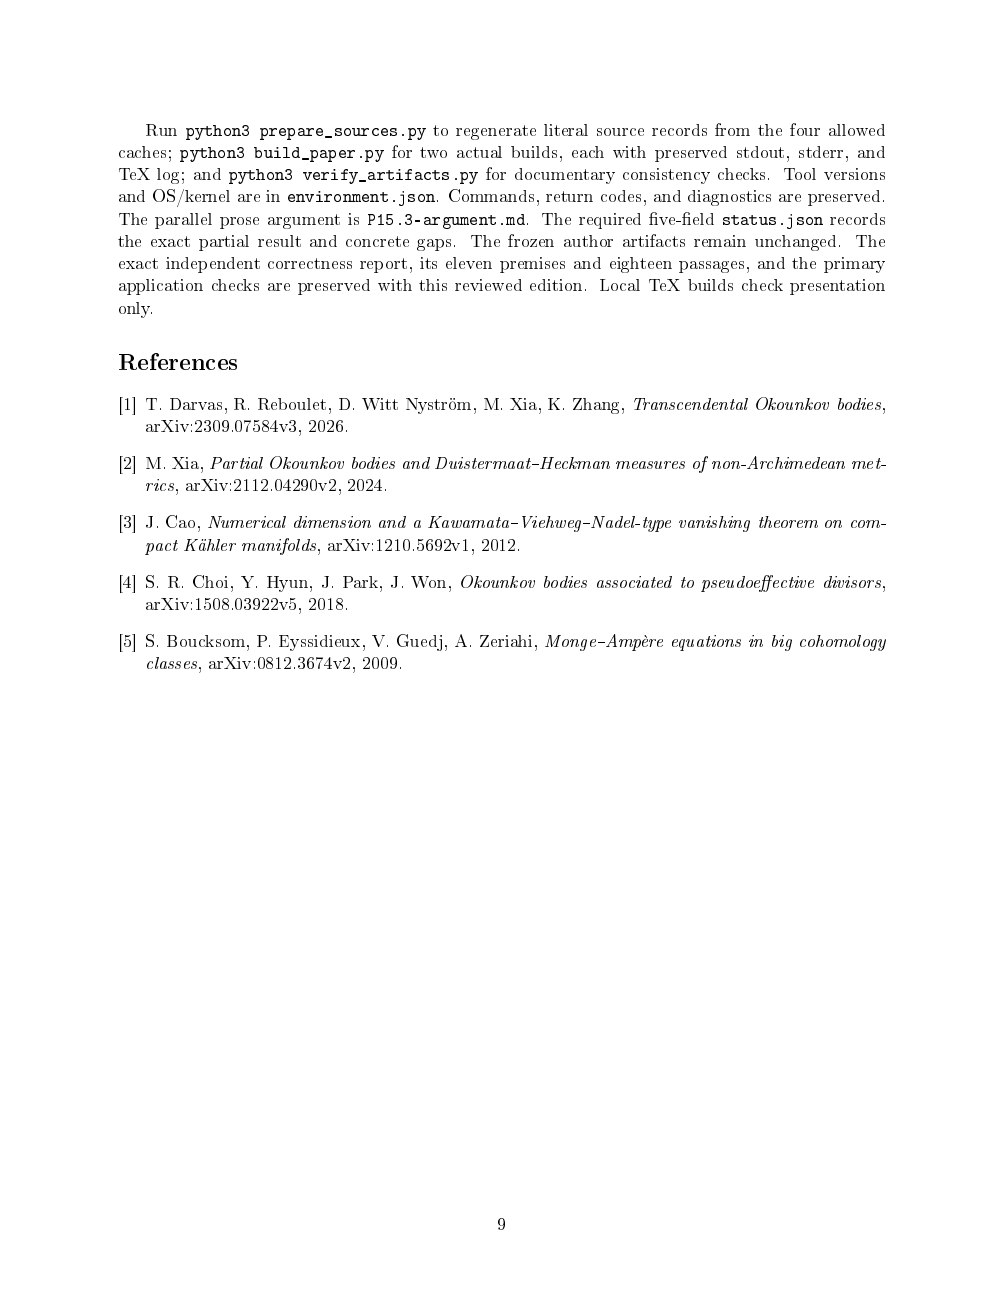 Run python3 prepare_sources.py to regenerate literal source records from the four allowed
caches; python3 build_paper.py for two actual builds, each with preserved stdout, stderr, and
TeX log; and python3 verify_artifacts.py for documentary consistency checks. Tool versions
and OS/kernel are in environment.json. Commands, return codes, and diagnostics are preserved.
The parallel prose argument is P15.3-argument.md. The required five-field status.json records
the exact partial result and concrete gaps. The frozen author artifacts remain unchanged. The
exact independent correctness report, its eleven premises and eighteen passages, and the primary
application checks are preserved with this reviewed edition. Local TeX builds check presentation
only.
References
[1] T. Darvas, R. Reboulet, D. Witt Nyström, M. Xia, K. Zhang, Transcendental Okounkov bodies,
arXiv:2309.07584v3, 2026.
[2] M. Xia, Partial Okounkov bodies and Duistermaat–Heckman measures of non-Archimedean met-
rics, arXiv:2112.04290v2, 2024.
[3] J. Cao, Numerical dimension and a Kawamata–Viehweg–Nadel-type vanishing theorem on com-
pact Kähler manifolds, arXiv:1210.5692v1, 2012.
[4] S. R. Choi, Y. Hyun, J. Park, J. Won, Okounkov bodies associated to pseudoeffective divisors,
arXiv:1508.03922v5, 2018.
[5] S. Boucksom, P. Eyssidieux, V. Guedj, A. Zeriahi, Monge–Ampère equations in big cohomology
classes, arXiv:0812.3674v2, 2009.
9